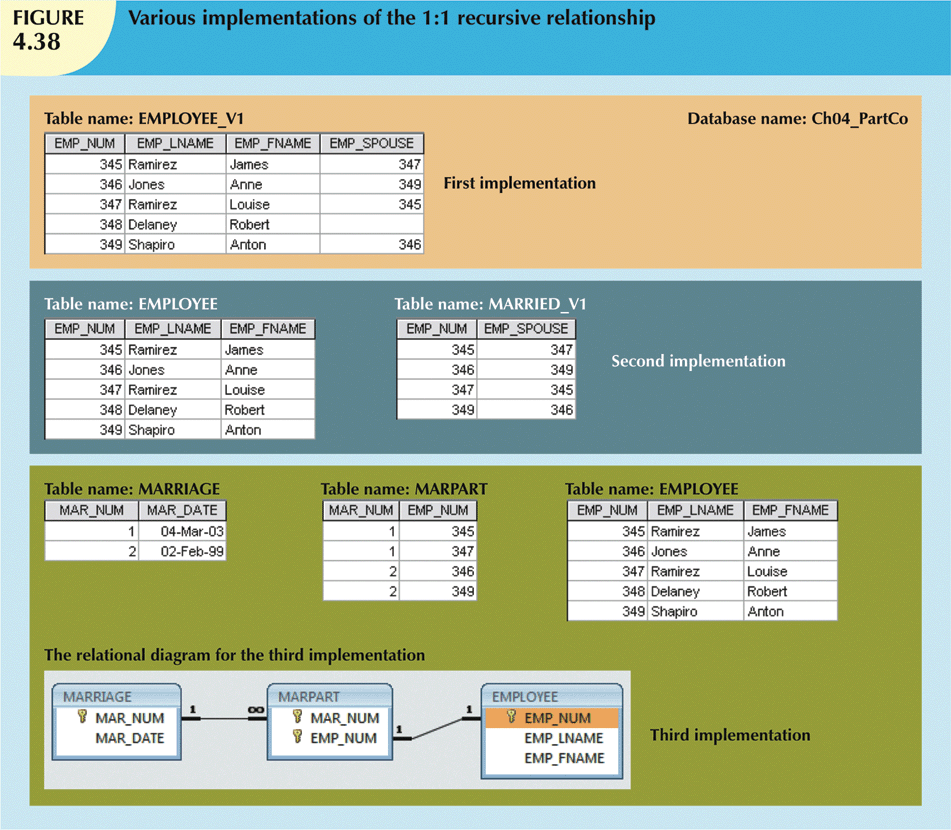 FIGURE 4.38
Various implementations of the 1:1 recursive relationship
Table name: EMPLOYEE_V1
Database name: Ch04_PartCo
EMP_NUM EMP_LNAME EMP_FNAME EMP_SPOUSE
345 Ramirez James 347
346 Jones Anne 349
347 Ramirez Louise 345
348 Delaney Robert
349 Shapiro Anton 346
First implementation
Table name: EMPLOYEE
EMP_NUM EMP_LNAME EMP_FNAME
345 Ramirez James
346 Jones Anne
347 Ramirez Louise
348 Delaney Robert
349 Shapiro Anton
Table name: MARRIED_V1
EMP_NUM EMP_SPOUSE
345 347
346 349
347 345
349 346
Second implementation
Table name: MARRIAGE
MAR_NUM MAR_DATE
1 04-Mar-03
2 02-Feb-99
Table name: MARPART
MAR_NUM EMP_NUM
1 345
1 347
2 346
2 349
Table name: EMPLOYEE
EMP_NUM EMP_LNAME EMP_FNAME
345 Ramirez James
346 Jones Anne
347 Ramirez Louise
348 Delaney Robert
349 Shapiro Anton
The relational diagram for the third implementation
MARRIAGE
MAR_NUM
MAR_DATE
1 ∞
MARPART
MAR_NUM
EMP_NUM
1 1
EMPLOYEE
EMP_NUM
EMP_LNAME
EMP_FNAME
Third implementation